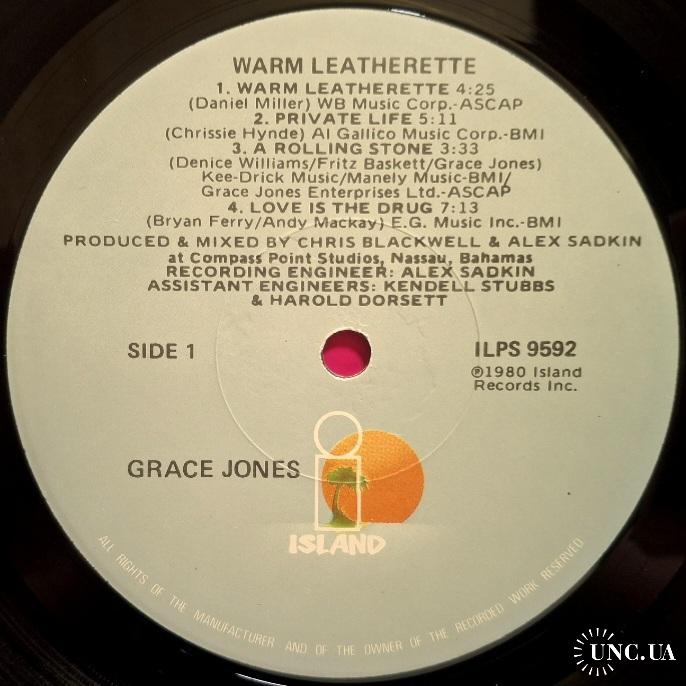 WARM LEATHERETTE
1. WARM LEATHERETTE 4:25
(Daniel Miller) WB Music Corp.-ASCAP
2. PRIVATE LIFE 5:11
(Chrissie Hynde) Al Gallico Music Corp.-BMI
3. A ROLLING STONE 3:33
(Denice Williams/Fritz Baskett/Grace Jones)
Kee-Drick Music/Manely Music-BMI/
Grace Jones Enterprises Ltd.-ASCAP
4. LOVE IS THE DRUG 7:13
(Bryan Ferry/Andy Mackay) E.G. Music Inc.-BMI
PRODUCED & MIXED BY CHRIS BLACKWELL & ALEX SADKIN
at Compass Point Studios, Nassau, Bahamas
RECORDING ENGINEER: ALEX SADKIN
ASSISTANT ENGINEERS: KENDELL STUBBS
& HAROLD DORSETT
SIDE 1
ILPS 9592
℗1980 Island
Records Inc.
GRACE JONES
ISLAND
ALL RIGHTS OF THE MANUFACTURER AND OF THE OWNER OF THE RECORDED WORK RESERVED
UNC.UA